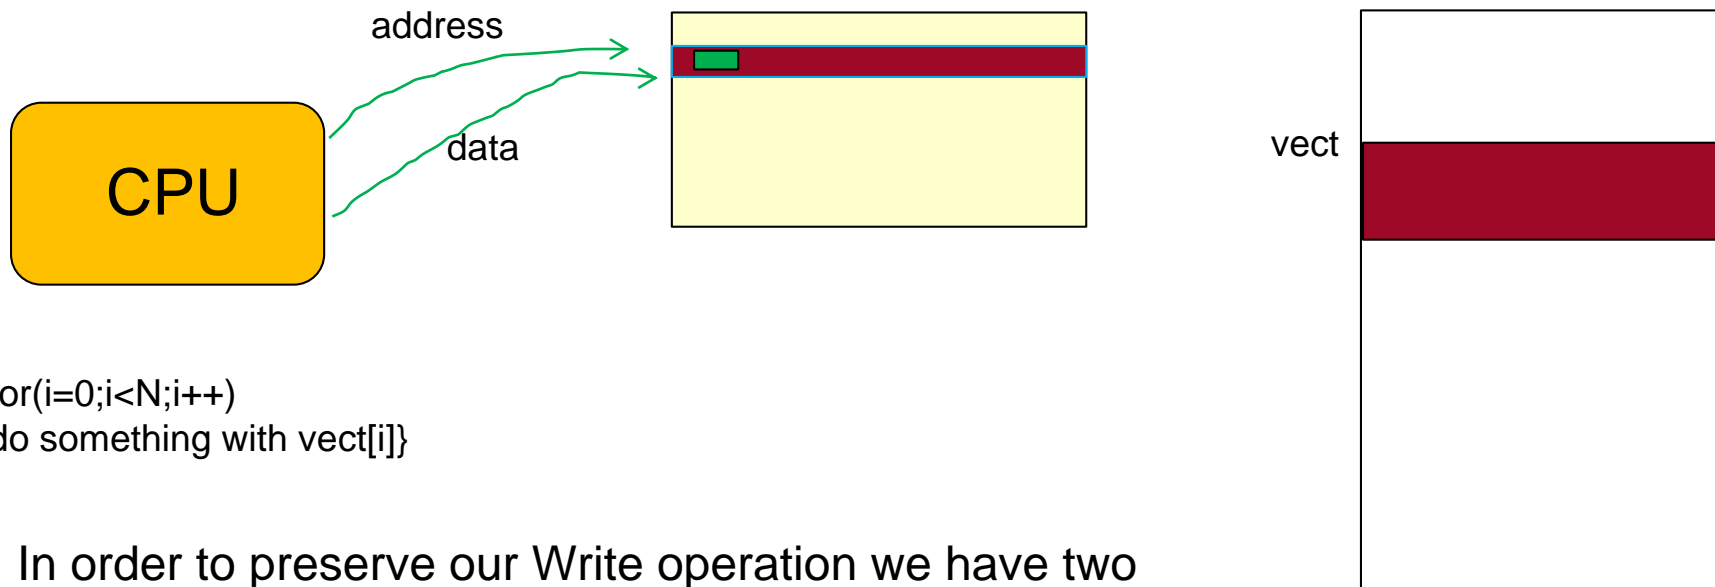 address
data
CPU
vect
or(i=0;i<N;i++)
do something with vect[i]}
In order to preserve our Write operation we have two